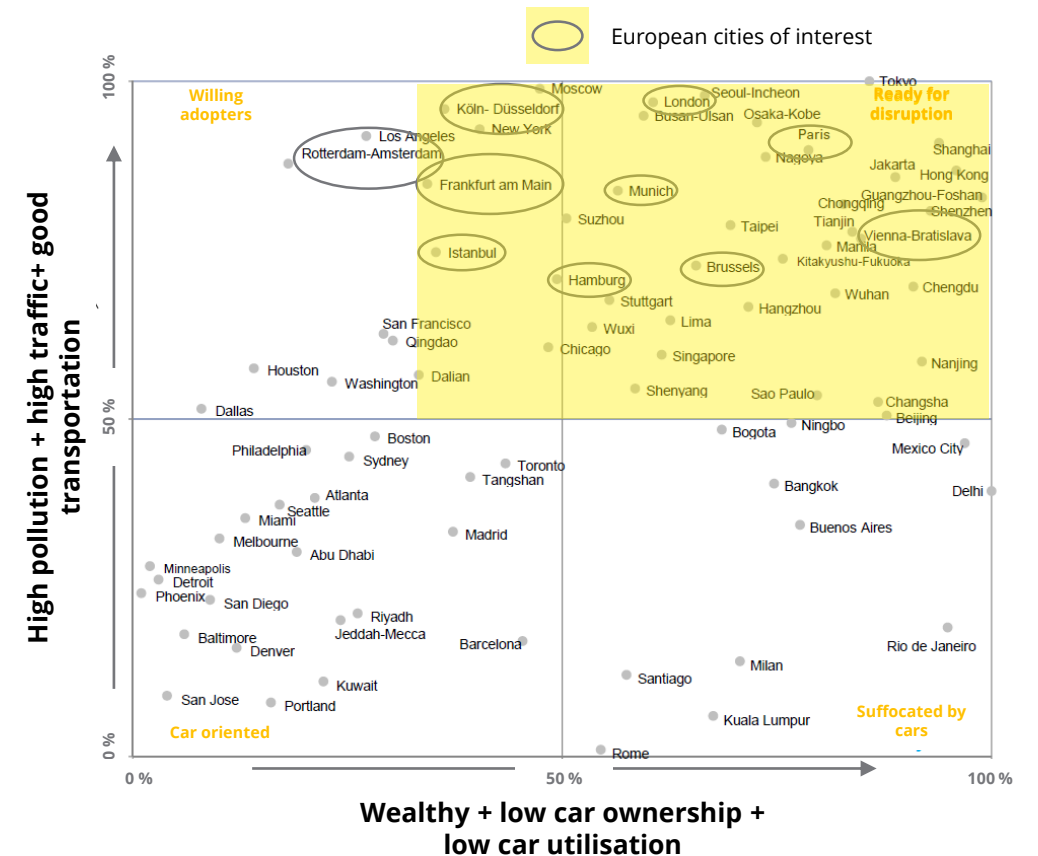 European cities of interest
100 %
Willing
adopters
Moscow
Tokyo
Ready for
disruption
Köln- Düsseldorf
London
Seoul-Incheon
New York
Busan-Ulsan
Osaka-Kobe
Los Angeles
Paris
Rotterdam-Amsterdam
Nagoya
Shanghai
Jakarta
Hong Kong
Frankfurt am Main
Munich
Guangzhou-Foshan
Chongqing
Shenzhen
Suzhou
Taipei
Tianjin
Vienna-Bratislava
Manila
Istanbul
Kitakyushu-Fukuoka
Brussels
Hamburg
Chengdu
Wuhan
Stuttgart
Hangzhou
San Francisco
Lima
Wuxi
Qingdao
Chicago
Singapore
Nanjing
Houston
Dalian
Washington
Shenyang
Sao Paulo
Changsha
Dallas
Beijing
50 %
Ningbo
Bogota
Boston
Mexico City
Philadelphia
Sydney
Toronto
Tangshan
Bangkok
Delhi
Atlanta
Seattle
Miami
Buenos Aires
Madrid
Melbourne
Abu Dhabi
Minneapolis
Detroit
Phoenix
San Diego
Riyadh
Jeddah-Mecca
Baltimore
Barcelona
Rio de Janeiro
Denver
Milan
Santiago
Kuwait
San Jose
Portland
Suffocated by
cars
-
Kuala Lumpur
Car oriented
Rome
0 %
0 %
50 %
100 %
High pollution + high traffic+ good
transportation
Wealthy + low car ownership +
low car utilisation